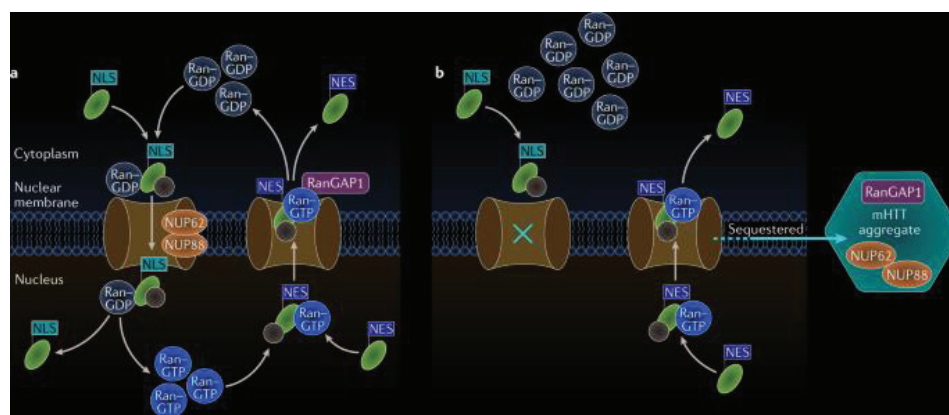 a
NLS
Ran–
GDP
Ran–
GDP
Ran–
GDP
NES
Cytoplasm
NLS
Ran–
GDP
Nuclear
membrane
NES
RanGAP1
Ran–
GTP
NUP62
NUP88
Nucleus
NLS
Ran–
GDP
NLS
Ran–
GTP
Ran–
GTP
Ran–
GTP
NES
Ran–
GTP
NES
b
NLS
Ran–
GDP
Ran–
GDP
Ran–
GDP
Ran–
GDP
Ran–
GDP
Ran–
GDP
NES
NLS
NES
Ran–
GTP
Sequestered
RanGAP1
mHTT
aggregate
NUP62
NUP88
NES
Ran–
GTP
NES